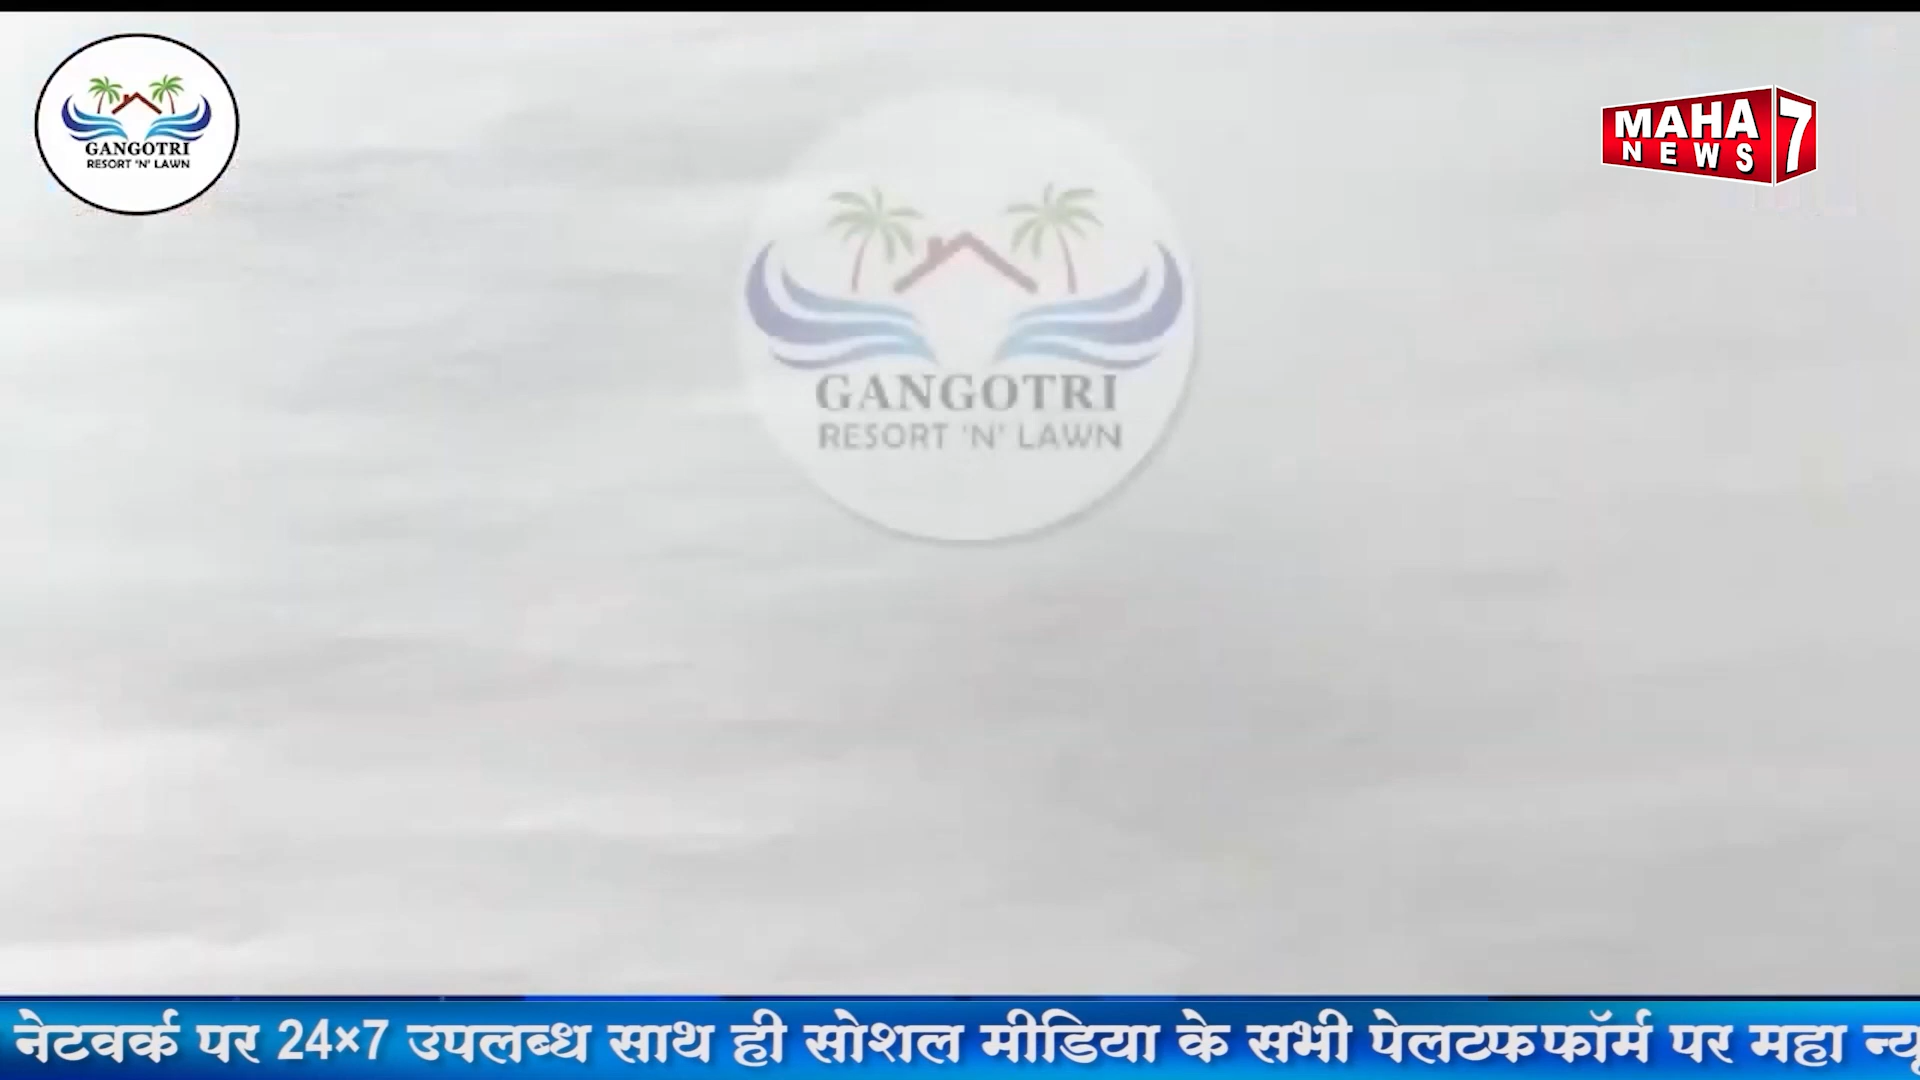 GANGOTRI
RESORT 'N' LAWN
MAHA 7
NEWS
GANGOTRI
RESORT 'N' LAWN
नेटवर्क पर 24×7 उपलब्ध साथ ही सोशल मीडिया के सभी पेलटफफॉर्म पर महा